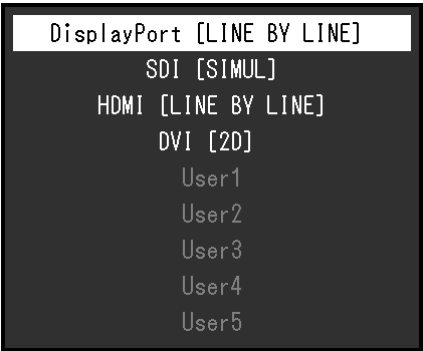 DisplayPort [LINE BY LINE]
SDI [SIMUL]
HDMI [LINE BY LINE]
DVI [2D]
User1
User2
User3
User4
User5